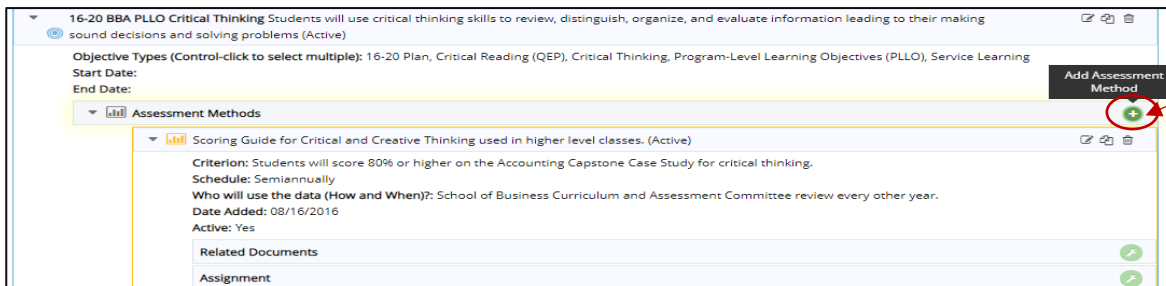 16-20 BBA PLLO Critical Thinking Students will use critical thinking skills to review, distinguish, organize, and evaluate information leading to their making
sound decisions and solving problems (Active)
Objective Types (Control-click to select multiple): 16-20 Plan, Critical Reading (QEP), Critical Thinking, Program-Level Learning Objectives (PLLO), Service Learning
Start Date:
End Date:
Add Assessment
Method
Assessment Methods
Scoring Guide for Critical and Creative Thinking used in higher level classes. (Active)
Criterion: Students will score 80% or higher on the Accounting Capstone Case Study for critical thinking.
Schedule: Semiannually
Who will use the data (How and When)?: School of Business Curriculum and Assessment Committee review every other year.
Date Added: 08/16/2016
Active: Yes
Related Documents
Assignment